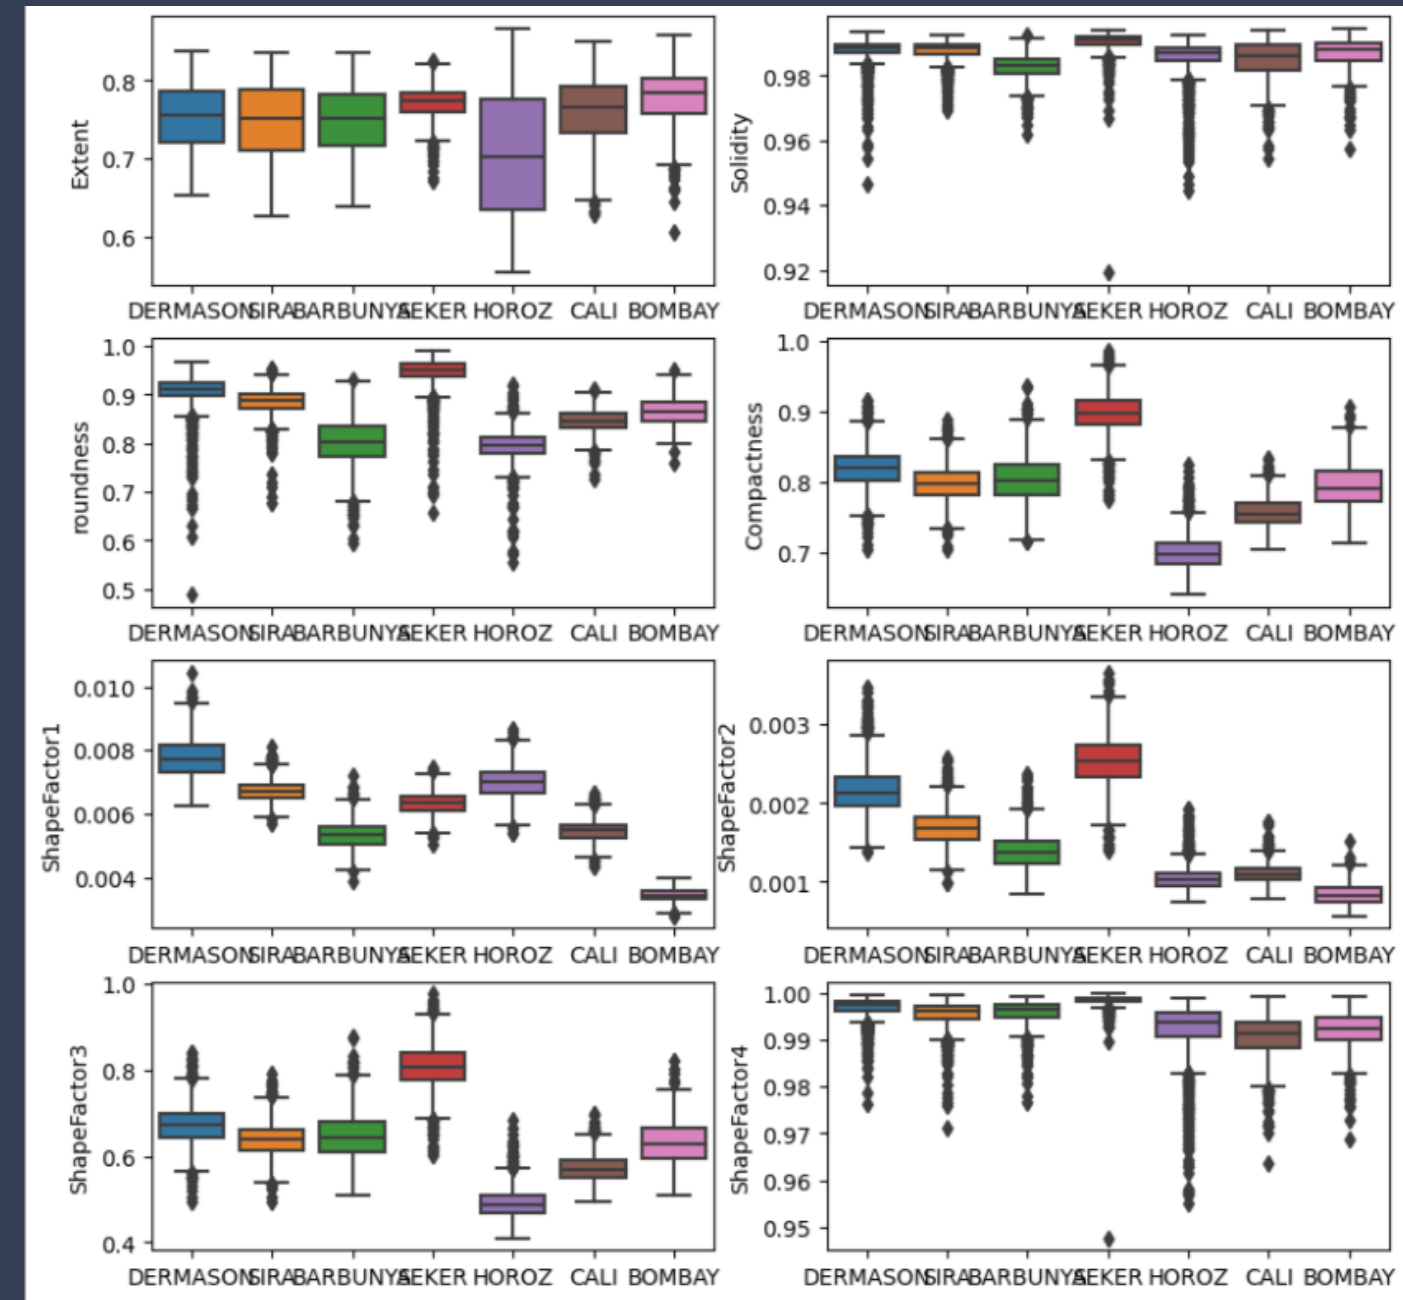 Extent
0.8
0.7
0.6
DERMASON SIRA BARBUNYA SEKER HOROZ CALI BOMBAY
Solidity
0.98
0.96
0.94
0.92
DERMASON SIRA BARBUNYA SEKER HOROZ CALI BOMBAY
roundness
1.0
0.9
0.8
0.7
0.6
0.5
DERMASON SIRA BARBUNYA SEKER HOROZ CALI BOMBAY
Compactness
1.0
0.9
0.8
0.7
DERMASON SIRA BARBUNYA SEKER HOROZ CALI BOMBAY
ShapeFactor1
0.010
0.008
0.006
0.004
DERMASON SIRA BARBUNYA SEKER HOROZ CALI BOMBAY
ShapeFactor2
0.003
0.002
0.001
DERMASON SIRA BARBUNYA SEKER HOROZ CALI BOMBAY
ShapeFactor3
1.0
0.8
0.6
0.4
DERMASON SIRA BARBUNYA SEKER HOROZ CALI BOMBAY
ShapeFactor4
1.00
0.99
0.98
0.97
0.96
0.95
DERMASON SIRA BARBUNYA SEKER HOROZ CALI BOMBAY